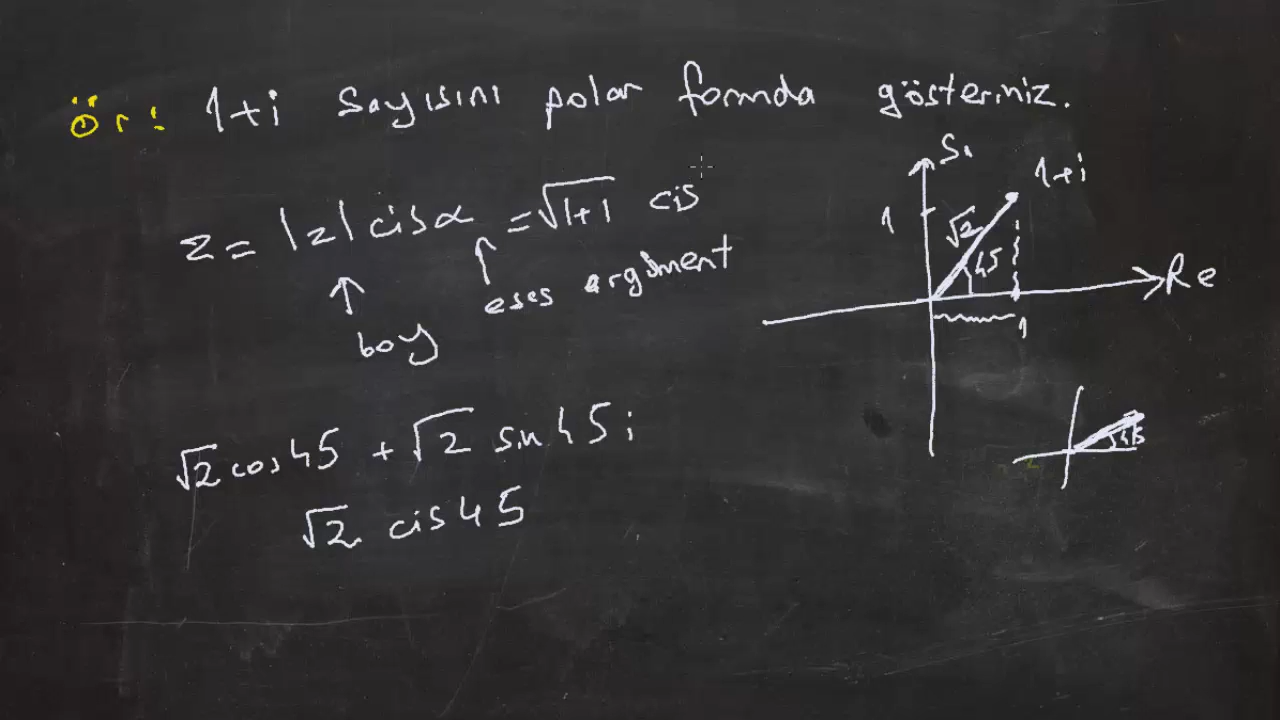 Ör: 1+i sayısını polar formda gösteriniz.
z = |z| cis α = √1+1 cis
boy
eses argüment
√2 cos 45 + √2 sin 45 i
√2 cis 45
Sı
1+i
1
√2
45
Re
1
45